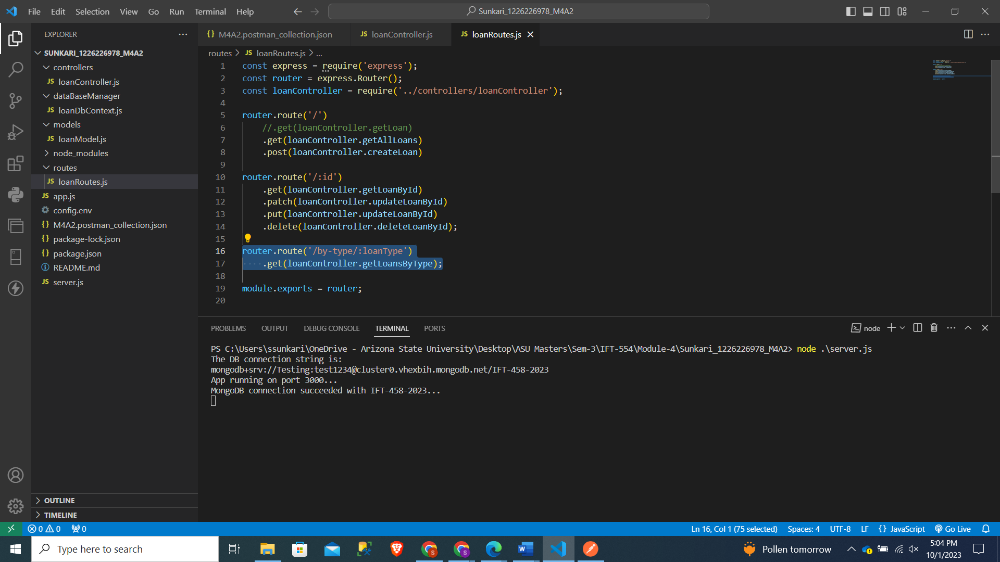 File Edit Selection View Go Run Terminal Help
Sunkari_1226226978_M4A2
EXPLORER
SUNKARI_1226226978_M4A2
controllers
JS loanController.js
dataBaseManager
JS loanDbContext.js
models
JS loanModel.js
node_modules
routes
JS loanRoutes.js
JS app.js
config.env
{} M4A2.postman_collection.json
{} package-lock.json
{} package.json
README.md
JS server.js
OUTLINE
TIMELINE
{} M4A2.postman_collection.json JS loanController.js JS loanRoutes.js
routes > JS loanRoutes.js > ...
1 const express = require('express');
2 const router = express.Router();
3 const loanController = require('../controllers/loanController');
4
5 router.route('/')
6 //.get(loanController.getLoan)
7 .get(loanController.getAllLoans)
8 .post(loanController.createLoan)
9
10 router.route('/:id')
11 .get(loanController.getLoanById)
12 .patch(loanController.updateLoanById)
13 .put(loanController.updateLoanById)
14 .delete(loanController.deleteLoanById);
15
16 router.route('/by-type/:loanType')
17 .get(loanController.getLoansByType);
18
19 module.exports = router;
20
PROBLEMS OUTPUT DEBUG CONSOLE TERMINAL PORTS
node
PS C:\Users\ssunkari\OneDrive - Arizona State University\Desktop\ASU Masters\Sem-3\IFT-554\Module-4\Sunkari_1226226978_M4A2> node .\server.js
The DB connection string is:
mongodb+srv://Testing:test1234@cluster0.vhexbih.mongodb.net/IFT-458-2023
App running on port 3000...
MongoDB connection succeeded with IFT-458-2023...
0 0 0
Ln 16, Col 1 (75 selected) Spaces: 4 UTF-8 LF {} JavaScript Go Live
Type here to search
Pollen tomorrow
5:04 PM
10/1/2023